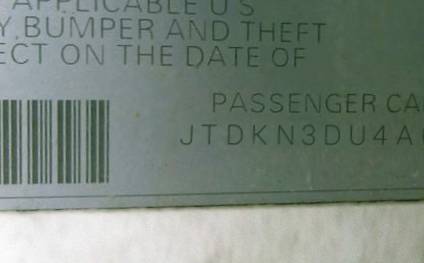 APPLICABLE U S
Y, BUMPER AND THEFT
ECT ON THE DATE OF
PASSENGER CA
JTDKN3DU4A